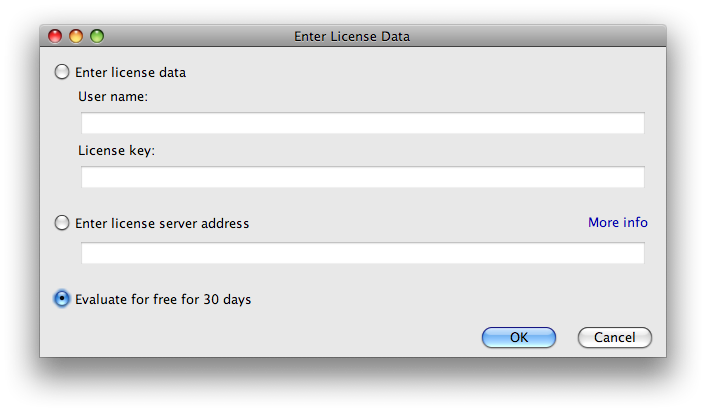 Enter License Data
Enter license data
User name:
License key:
Enter license server address
More info
Evaluate for free for 30 days
OK
Cancel